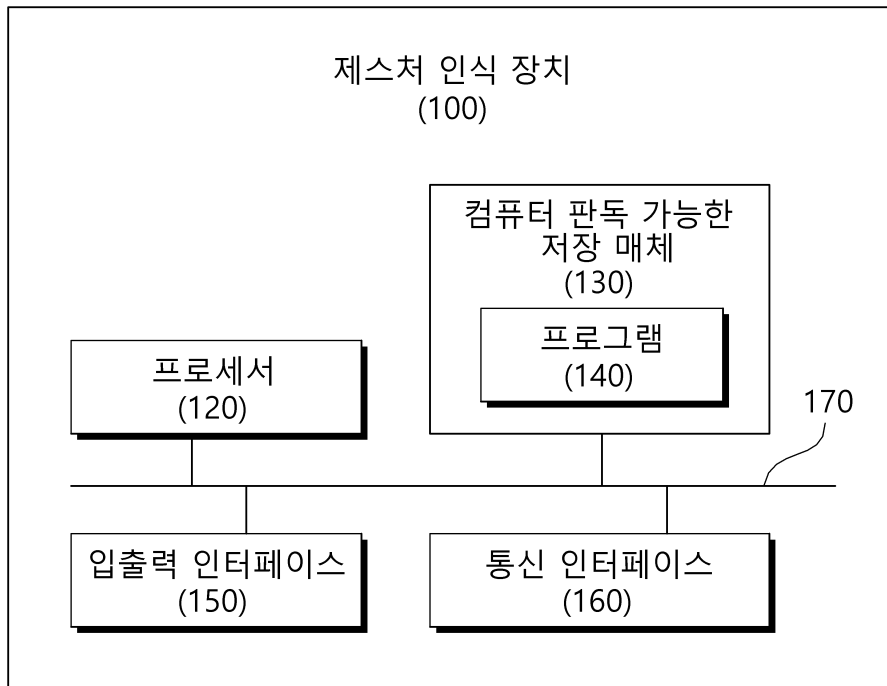 제스처 인식 장치
(100)
컴퓨터 판독 가능한
저장 매체
(130)
프로그램
(140)
프로세서
(120)
170
입출력 인터페이스
(150)
통신 인터페이스
(160)